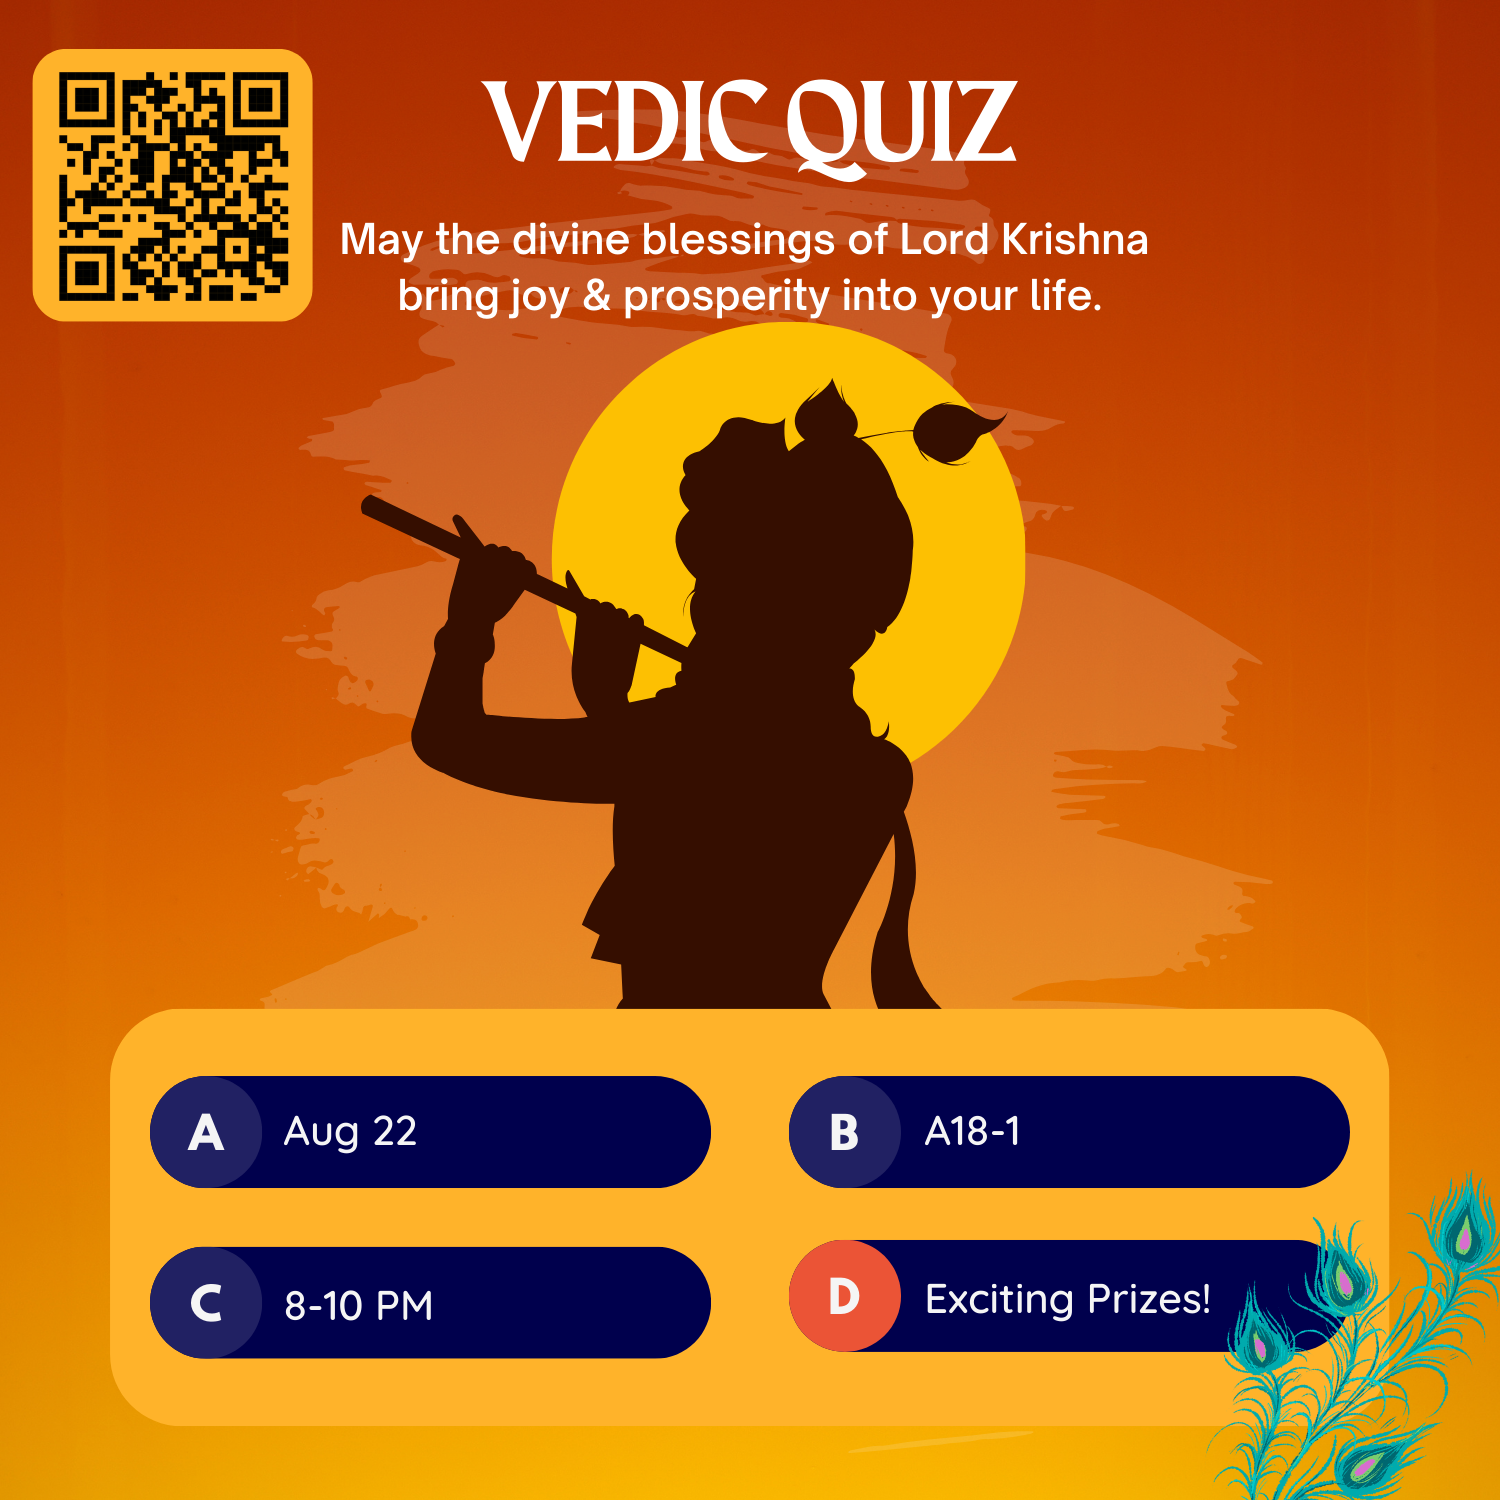 VEDIC QUIZ
May the divine blessings of Lord Krishna
bring joy & prosperity into your life.
A Aug 22
B A18-1
C 8-10 PM
D Exciting Prizes!